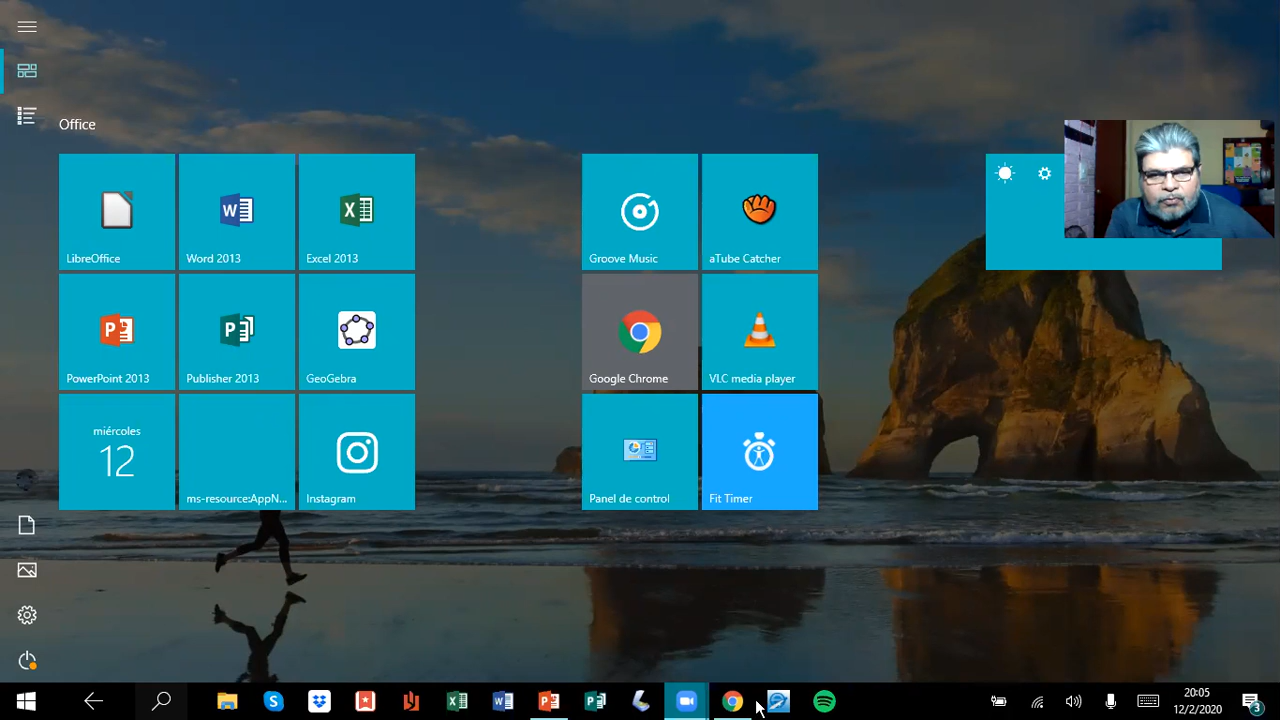 Office
LibreOffice
Word 2013
Excel 2013
Groove Music
aTube Catcher
PowerPoint 2013
Publisher 2013
GeoGebra
Google Chrome
VLC media player
miércoles
12
ms-resource:AppN...
Instagram
Panel de control
Fit Timer
20:05
12/2/2020
3